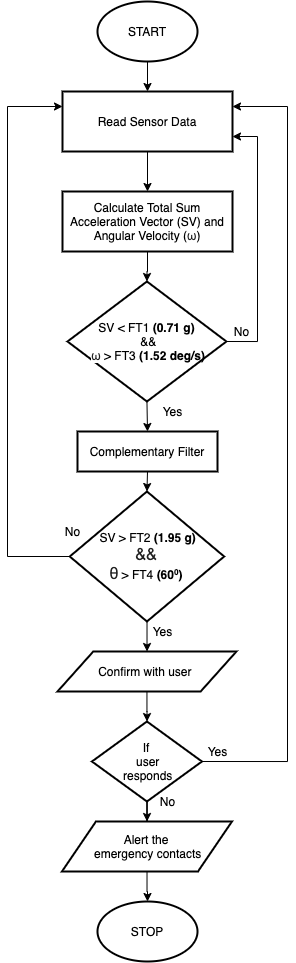 START
Read Sensor Data
Calculate Total Sum
Acceleration Vector (SV) and
Angular Velocity (ω)
SV < FT1 (0.71 g)
&&
ω > FT3 (1.52 deg/s)
No
Yes
Complementary Filter
No
SV > FT2 (1.95 g)
&&
θ > FT4 (60⁰)
Yes
Confirm with user
If
user
responds
Yes
No
Alert the
emergency contacts
STOP